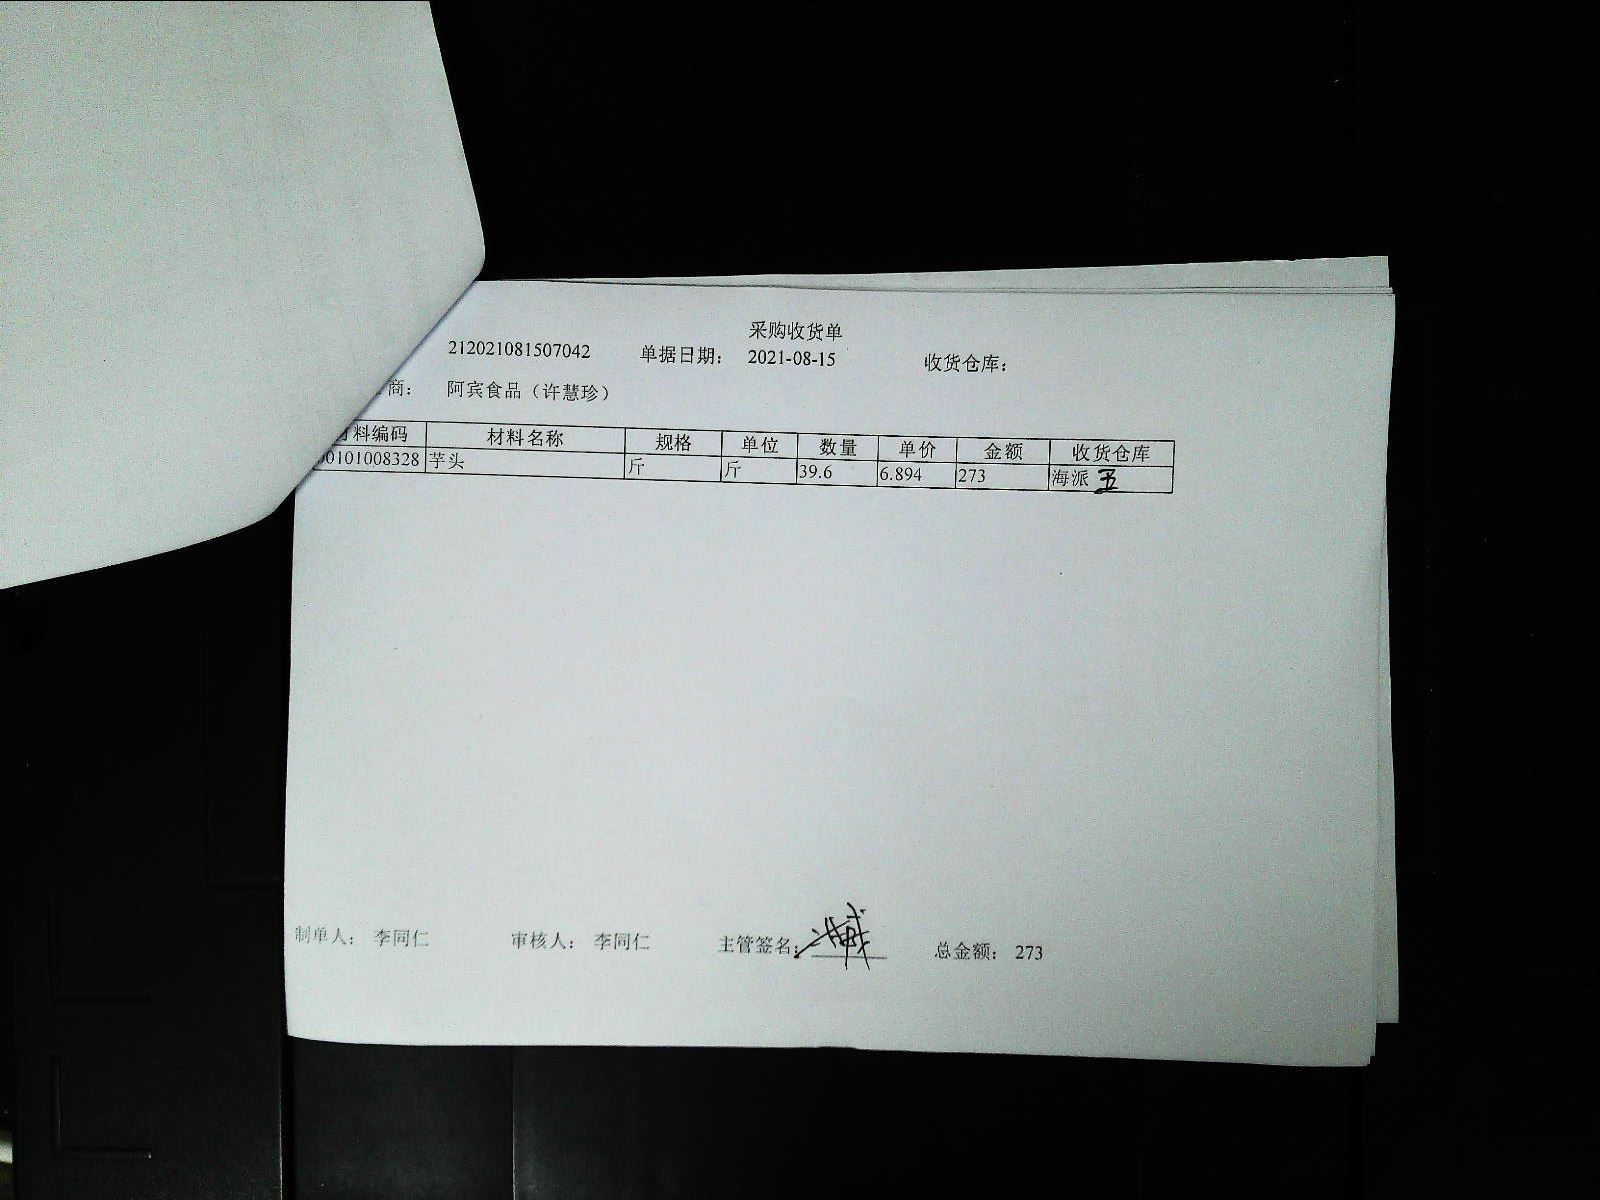 采购收货单
212021081507042 单据日期： 2021-08-15 收货仓库：
商： 阿宾食品（许慧珍）
材料编码 材料名称 规格 单位 数量 单价 金额 收货仓库
00101008328 芋头 斤 斤 39.6 6.894 273 海派
制单人： 李同仁 审核人： 李同仁 主管签名： 总金额： 273